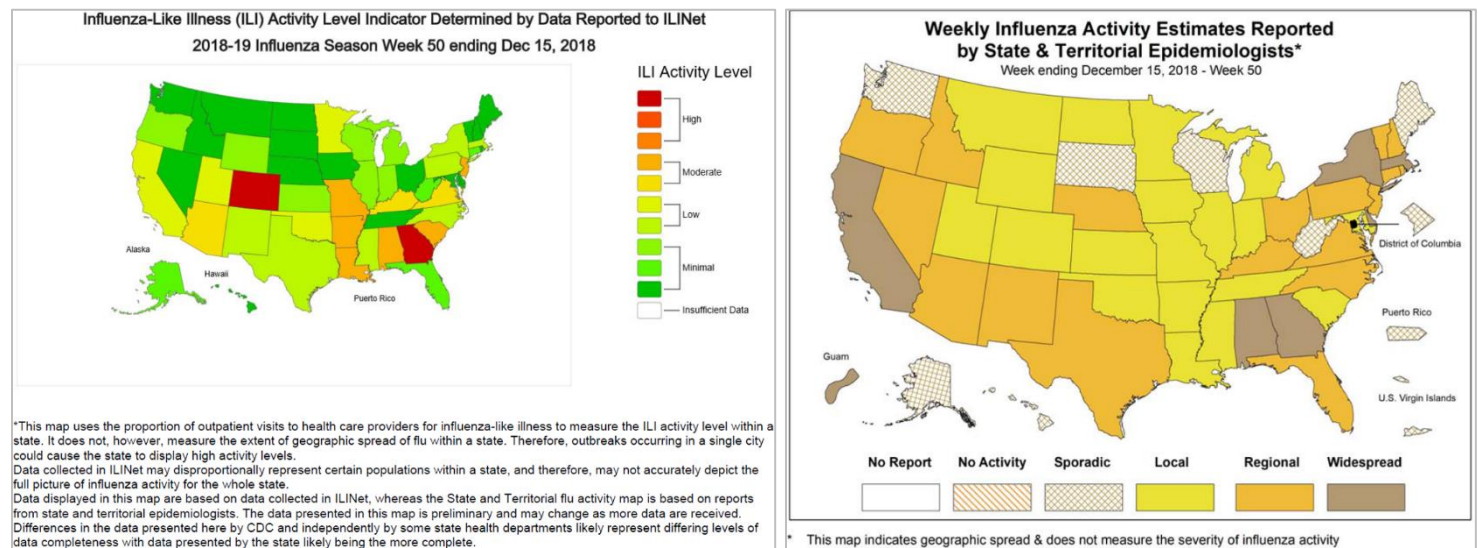 Influenza-Like Illness (ILI) Activity Level Indicator Determined by Data Reported to ILINet
2018-19 Influenza Season Week 50 ending Dec 15, 2018
ILI Activity Level
High
Moderate
Low
Minimal
Insufficient Data
Alaska
Hawaii
Puerto Rico
*This map uses the proportion of outpatient visits to health care providers for influenza-like illness to measure the ILI activity level within a
state. It does not, however, measure the extent of geographic spread of flu within a state. Therefore, outbreaks occurring in a single city
could cause the state to display high activity levels.
Data collected in ILINet may disproportionally represent certain populations within a state, and therefore, may not accurately depict the
full picture of influenza activity for the whole state.
Data displayed in this map are based on data collected in ILINet, whereas the State and Territorial flu activity map is based on reports
from state and territorial epidemiologists. The data presented in this map is preliminary and may change as more data are received.
Differences in the data presented here by CDC and independently by some state health departments likely represent differing levels of
data completeness with data presented by the state likely being the more complete.
Weekly Influenza Activity Estimates Reported
by State & Territorial Epidemiologists*
Week ending December 15, 2018 - Week 50
District of Columbia
Puerto Rico
Guam
U.S. Virgin Islands
No Report No Activity Sporadic Local Regional Widespread
* This map indicates geographic spread & does not measure the severity of influenza activity